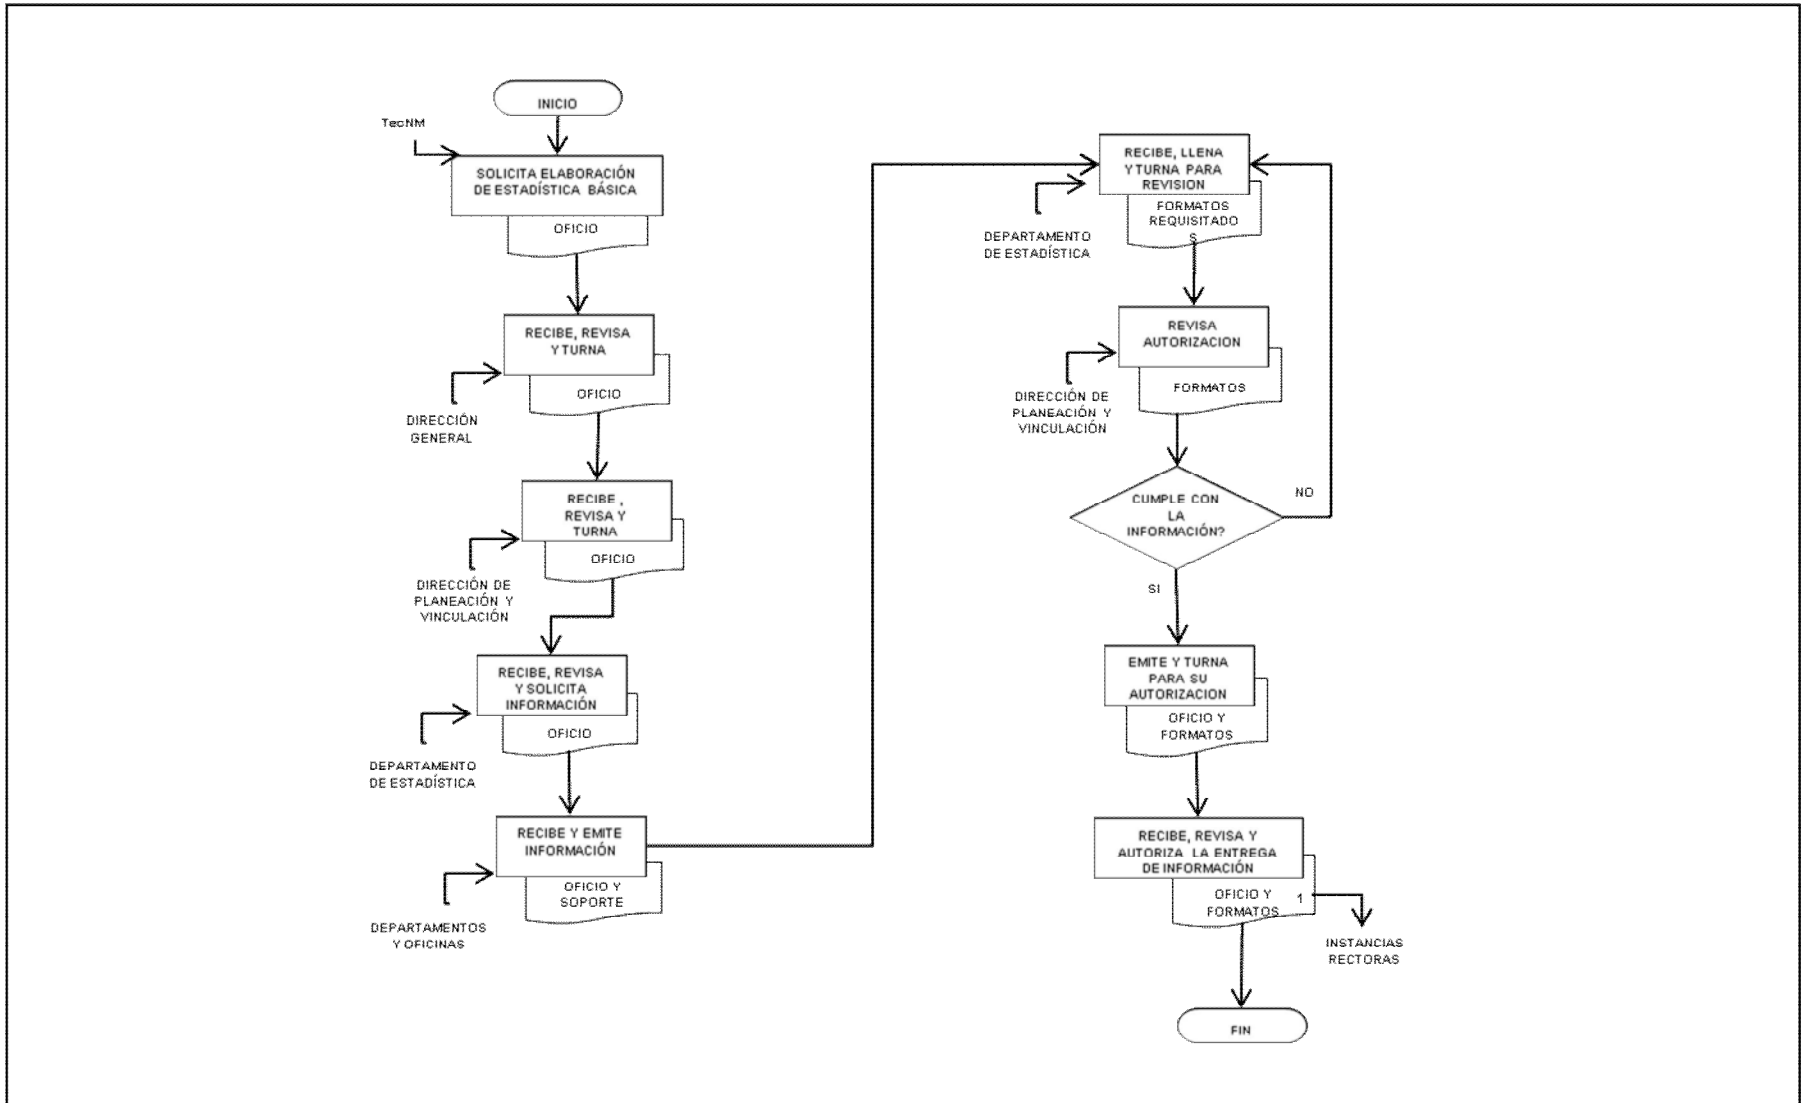 INICIO
TecNM
SOLICITA ELABORACIÓN
DE ESTADÍSTICA BÁSICA
OFICIO
RECIBE, REVISA
Y TURNA
OFICIO
DIRECCIÓN
GENERAL
RECIBE ,
REVISA Y
TURNA
OFICIO
DIRECCIÓN DE
PLANEACIÓN Y
VINCULACIÓN
RECIBE, REVISA
Y SOLICITA
INFORMACIÓN
OFICIO
DEPARTAMENTO
DE ESTADÍSTICA
RECIBE Y EMITE
INFORMACIÓN
OFICIO Y
SOPORTE
DEPARTAMENTOS
Y OFICINAS
RECIBE, LLENA
Y TURNA PARA
REVISION
FORMATOS
REQUISITADO
S
DEPARTAMENTO
DE ESTADÍSTICA
REVISA
AUTORIZACION
FORMATOS
DIRECCIÓN DE
PLANEACIÓN Y
VINCULACIÓN
CUMPLE CON
LA
INFORMACIÓN?
NO
SI
EMITE Y TURNA
PARA SU
AUTORIZACION
OFICIO Y
FORMATOS
RECIBE, REVISA Y
AUTORIZA LA ENTREGA
DE INFORMACIÓN
OFICIO Y
FORMATOS
1
INSTANCIAS
RECTORAS
FIN